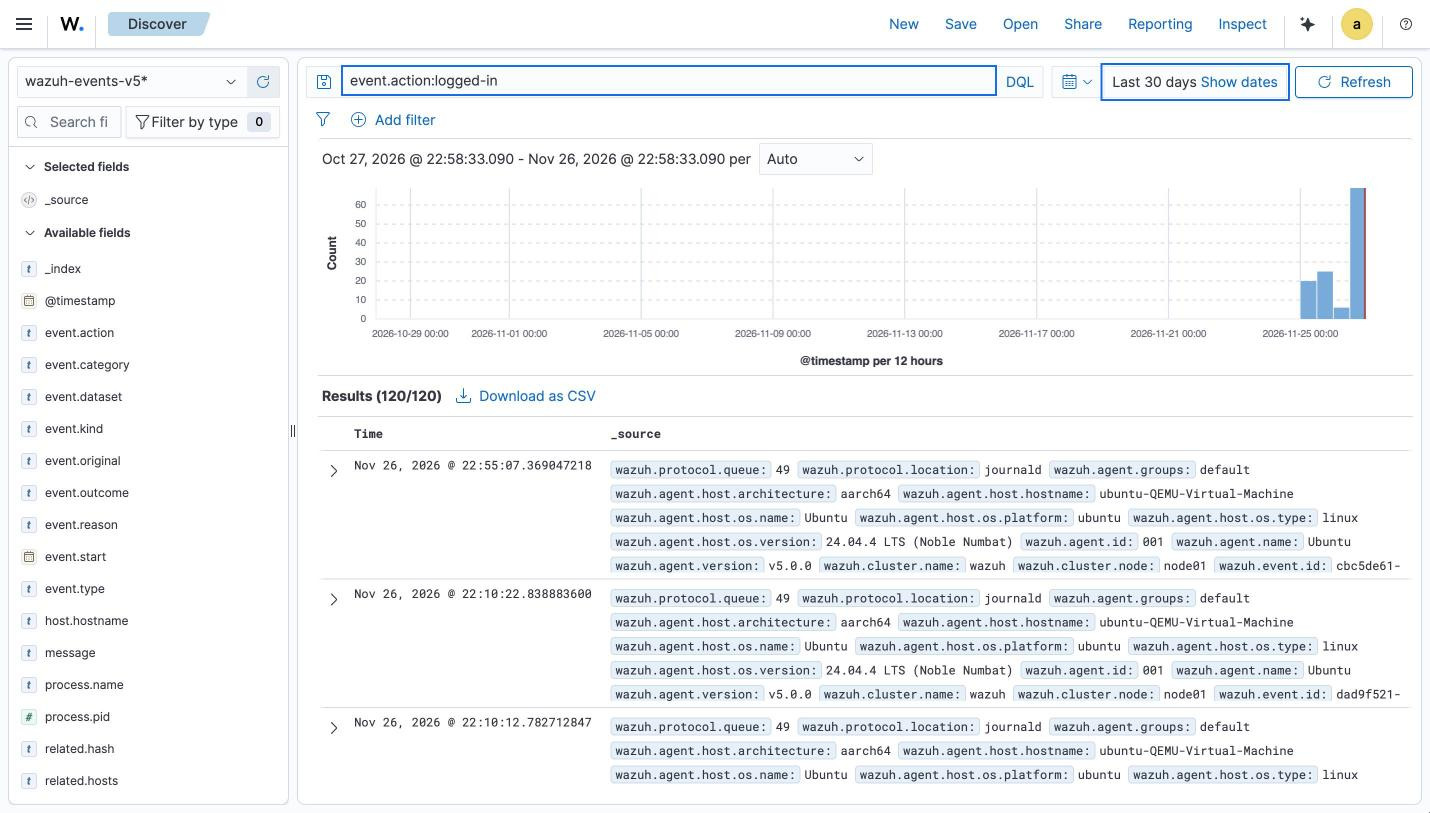 W. Discover New Save Open Share Reporting Inspect a
wazuh-events-v5*
Search fi Filter by type 0
Selected fields
_source
Available fields
t _index
@timestamp
t event.action
t event.category
t event.dataset
t event.kind
t event.original
t event.outcome
t event.reason
event.start
t event.type
t host.hostname
t message
t process.name
# process.pid
t related.hash
t related.hosts
event.action:logged-in DQL Last 30 days Show dates Refresh
Add filter
Oct 27, 2026 @ 22:58:33.090 - Nov 26, 2026 @ 22:58:33.090 per Auto
Count
60
50
40
30
20
10
0
2026-10-29 00:00 2026-11-01 00:00 2026-11-05 00:00 2026-11-09 00:00 2026-11-13 00:00 2026-11-17 00:00 2026-11-21 00:00 2026-11-25 00:00
@timestamp per 12 hours
Results (120/120) Download as CSV
Time _source
Nov 26, 2026 @ 22:55:07.369047218 wazuh.protocol.queue: 49 wazuh.protocol.location: journald wazuh.agent.groups: default
wazuh.agent.host.architecture: aarch64 wazuh.agent.host.hostname: ubuntu-QEMU-Virtual-Machine
wazuh.agent.host.os.name: Ubuntu wazuh.agent.host.os.platform: ubuntu wazuh.agent.host.os.type: linux
wazuh.agent.host.os.version: 24.04.4 LTS (Noble Numbat) wazuh.agent.id: 001 wazuh.agent.name: Ubuntu
wazuh.agent.version: v5.0.0 wazuh.cluster.name: wazuh wazuh.cluster.node: node01 wazuh.event.id: cbc5de61-
Nov 26, 2026 @ 22:10:22.838883600 wazuh.protocol.queue: 49 wazuh.protocol.location: journald wazuh.agent.groups: default
wazuh.agent.host.architecture: aarch64 wazuh.agent.host.hostname: ubuntu-QEMU-Virtual-Machine
wazuh.agent.host.os.name: Ubuntu wazuh.agent.host.os.platform: ubuntu wazuh.agent.host.os.type: linux
wazuh.agent.host.os.version: 24.04.4 LTS (Noble Numbat) wazuh.agent.id: 001 wazuh.agent.name: Ubuntu
wazuh.agent.version: v5.0.0 wazuh.cluster.name: wazuh wazuh.cluster.node: node01 wazuh.event.id: dad9f521-
Nov 26, 2026 @ 22:10:12.782712847 wazuh.protocol.queue: 49 wazuh.protocol.location: journald wazuh.agent.groups: default
wazuh.agent.host.architecture: aarch64 wazuh.agent.host.hostname: ubuntu-QEMU-Virtual-Machine
wazuh.agent.host.os.name: Ubuntu wazuh.agent.host.os.platform: ubuntu wazuh.agent.host.os.type: linux